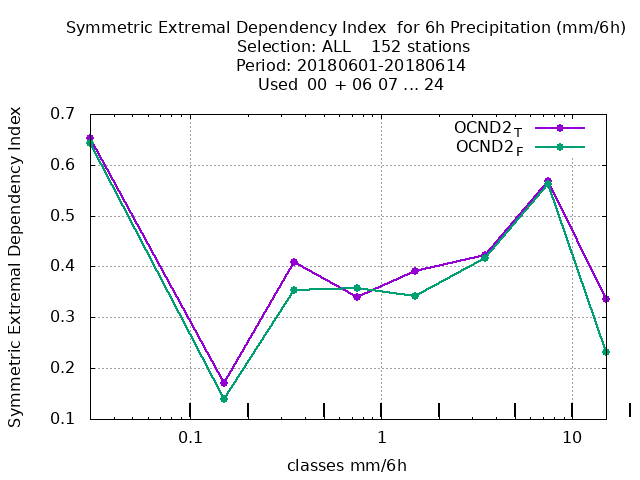 Symmetric Extremal Dependency Index  for 6h Precipitation (mm/6h)
Selection: ALL    152 stations
Period: 20180601-20180614
Used  00 + 06 07 ... 24
Symmetric Extremal Dependency Index
0.7
0.6
0.5
0.4
0.3
0.2
0.1
OCND2T
OCND2F
0.1 1 10
classes mm/6h